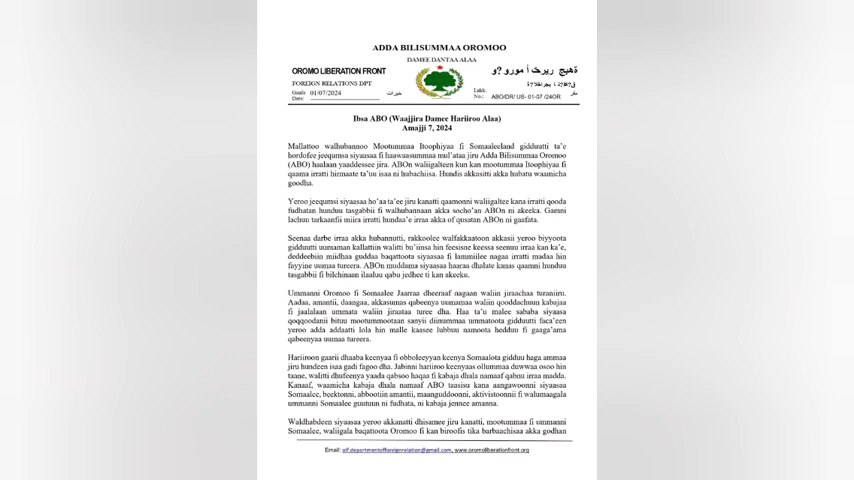 ADDA BILISUMMAA OROMOO
DAMEE DANTAA ALAA
OROMO LIBERATION FRONT
FOREIGN RELATIONS DPT
Guala: 01/07/2024
Date:
خيرات
Lakk:
No.: ABO/DR/ US- 01-07 /24OR
مقر
Ibsa ABO (Waajjira Damee Hariiroo Alaa)
Amajji 7, 2024
Mallattoo walhubannoo Mootummaa Itoophiyaa fi Somaaleeland gidduutti ta'e
hordofee jeequmsa siyaasaa fi haawaasummaa mul'ataa jiru Adda Bilisummaa Oromoo
(ABO) haalaan yaaddessee jira. ABOn waliigalteen kun kan mootummaa Itoophiyaa fi
qaama irratti hirmaate ta'uu isaa ni hubachiisa. Hundis akkasitti akka hubatu waamicha
goodha.
Yeroo jeequmsi siyaasaa ho'aa ta'ee jiru kanatti qaamonni waliigaltee kana irratti qooda
fudhatan hunduu tasgabbii fi walhubannaan akka socho'an ABOn ni akeeka. Gamni
lachuu tarkaanfii miira irratti hundaa'e irraa akka of qusatan ABOn ni gaafata.
Seenaa darbe irraa akka hubannutti, rakkoolee walfakkaatoon akkasii yeroo biyyoota
gidduutti uumaman kallattiin walitti bu'iinsa hin feesisne keessa seenuu irraa kan ka'e,
deddeebiin miidhaa guddaa baqattoota siyaasaa fi lammiilee nagaa irratti madaa hin
fayyine uumaa tureera. ABOn muddama siyaasaa haaraa dhalate kanas qaamni hunduu
tasgabbii fi bilchinaan ilaaluu qabu jedhee ti kan akeeku.
Ummanni Oromoo fi Somaalee Jaarraa dheeraaf nagaan waliin jiraachaa turaniiru.
Aadaa, amantii, daangaa, akkasumas qabeenya uumamaa waliin qooddachuun kabajaa
fi jaalalaan ummata waliin jiraataa turee dha. Haa ta'u malee sababa siyaasa
qoqqoodanii bituu mootummootaan sanyii diinummaa ummatoota gidduutti faca'een
yeroo adda addaatti lola hin malle kaasee lubbuu namoota hedduu fi gaaga'ama
qabeenyaa uumaa tureera.
Hariiroon gaarii dhaaba keenyaa fi obboleeyyan keenya Somaalota gidduu haga ammaa
jiru hundeen isaa gadi fagoo dha. Jabinni hariiroo keenyaas ollummaa duwwaa osoo hin
taane, walitti dhufeenya yaada qabsoo haqaa fi kabaja dhala namaaf qabnu irraa madda.
Kanaaf, waamicha kabaja dhala namaaf ABO taasisu kana aangawoonni siyaasaa
Somaalee, beektonni, abbootiin amantii, maanguddoonni, aktivistoonnii fi walumaagala
ummanni Somaalee guutuun ni fudhata, ni kabaja jennee amanna.
Waldhabdeen siyaasaa yeroo akkanatti dhisamee jiru kanatti, mootummaa fi ummanni
Somaalee, waliigala baqattoota Oromoo fi kan biroofis tika barbaachisaa akka godhan
Email: olf.departmentofforeignrelation@gmail.com, www.oromoliberationfront.org